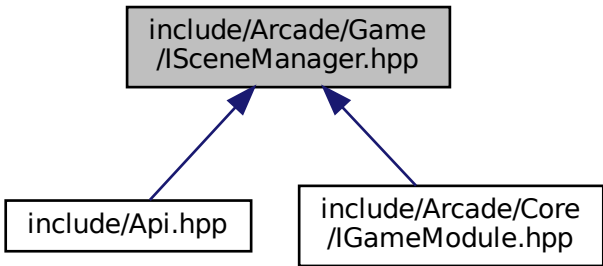 include/Arcade/Game
/ISceneManager.hpp
include/Api.hpp
include/Arcade/Core
/IGameModule.hpp